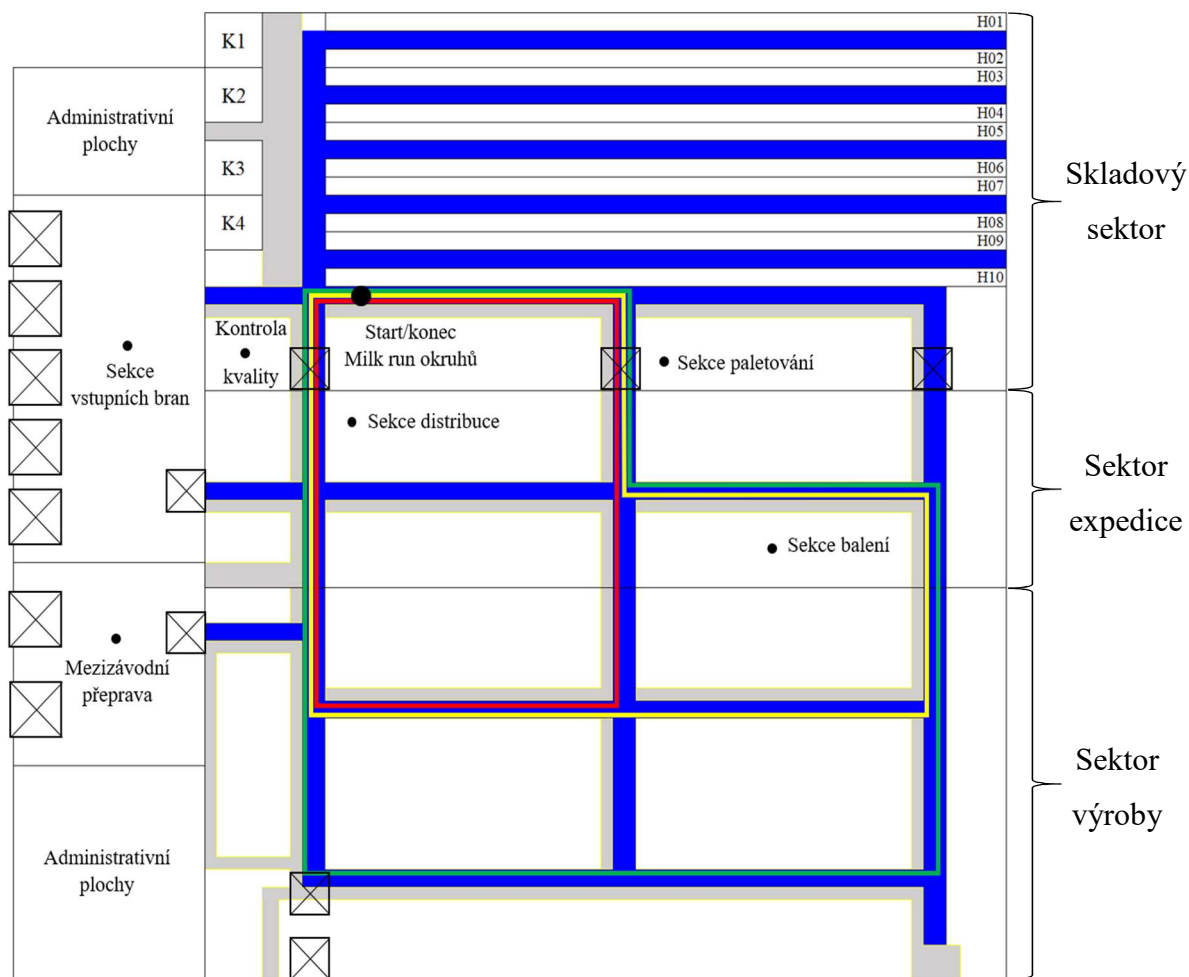 H01
K1
H02
H03
K2
H04
H05
Administrativní
plochy
K3
H06
H07
K4
H08
H09
H10
Skladový
sektor
Kontrola
kvality
Start/konec
Milk run okruhů
Sekce paletování
Sekce
vstupních bran
Sekce distribuce
Sektor
expedice
Sekce balení
Mezizávodní
přeprava
Sektor
výroby
Administrativní
plochy